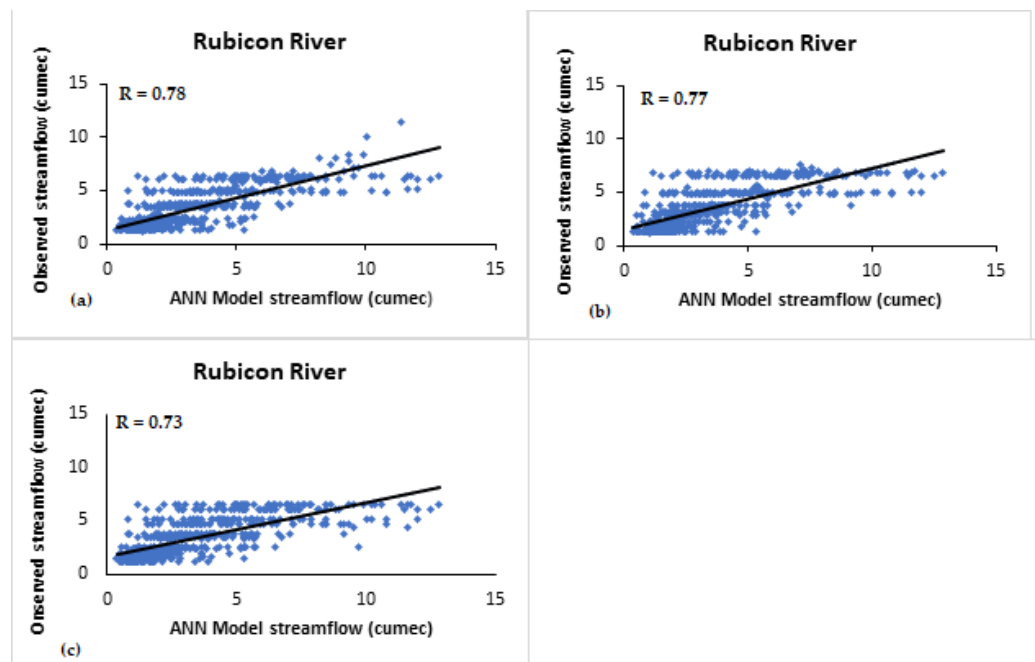 Rubicon River
R = 0.78
Observed streamflow (cumec)
15
10
5
0
0 5 10 15
ANN Model streamflow (cumec)
(a)
Rubicon River
R = 0.77
Onserved streamflow (cumec)
15
10
5
0
0 5 10 15
ANN Model streamflow (cumec)
(b)
Rubicon River
R = 0.73
Onserved streamflow (cumec)
15
10
5
0
0 5 10 15
ANN Model streamflow (cumec)
(c)